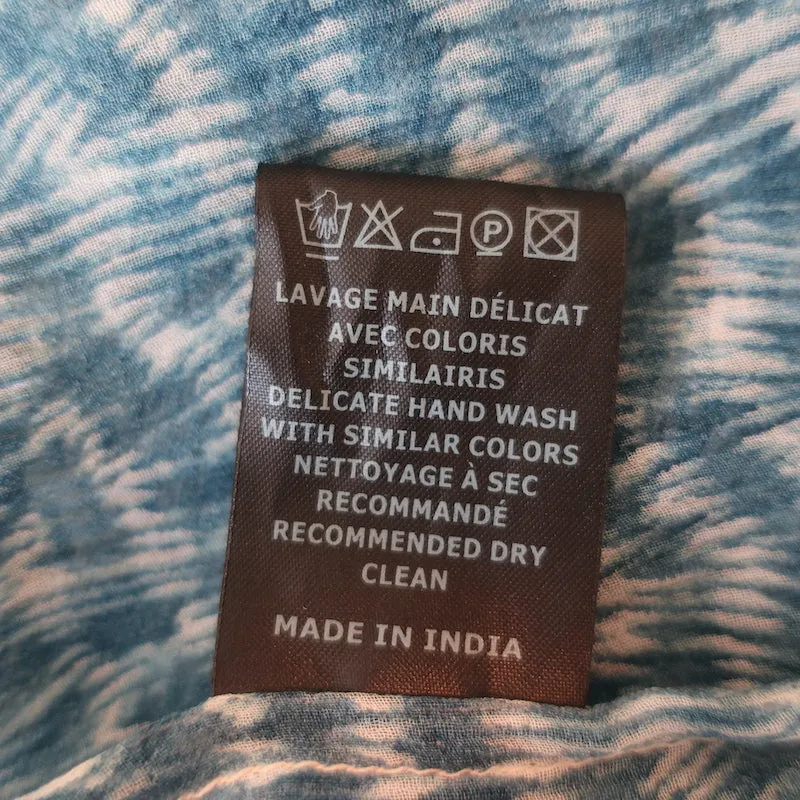 P
LAVAGE MAIN DÉLICAT
AVEC COLORIS
SIMILAIRIS
DELICATE HAND WASH
WITH SIMILAR COLORS
NETTOYAGE À SEC
RECOMMANDÉ
RECOMMENDED DRY
CLEAN
MADE IN INDIA